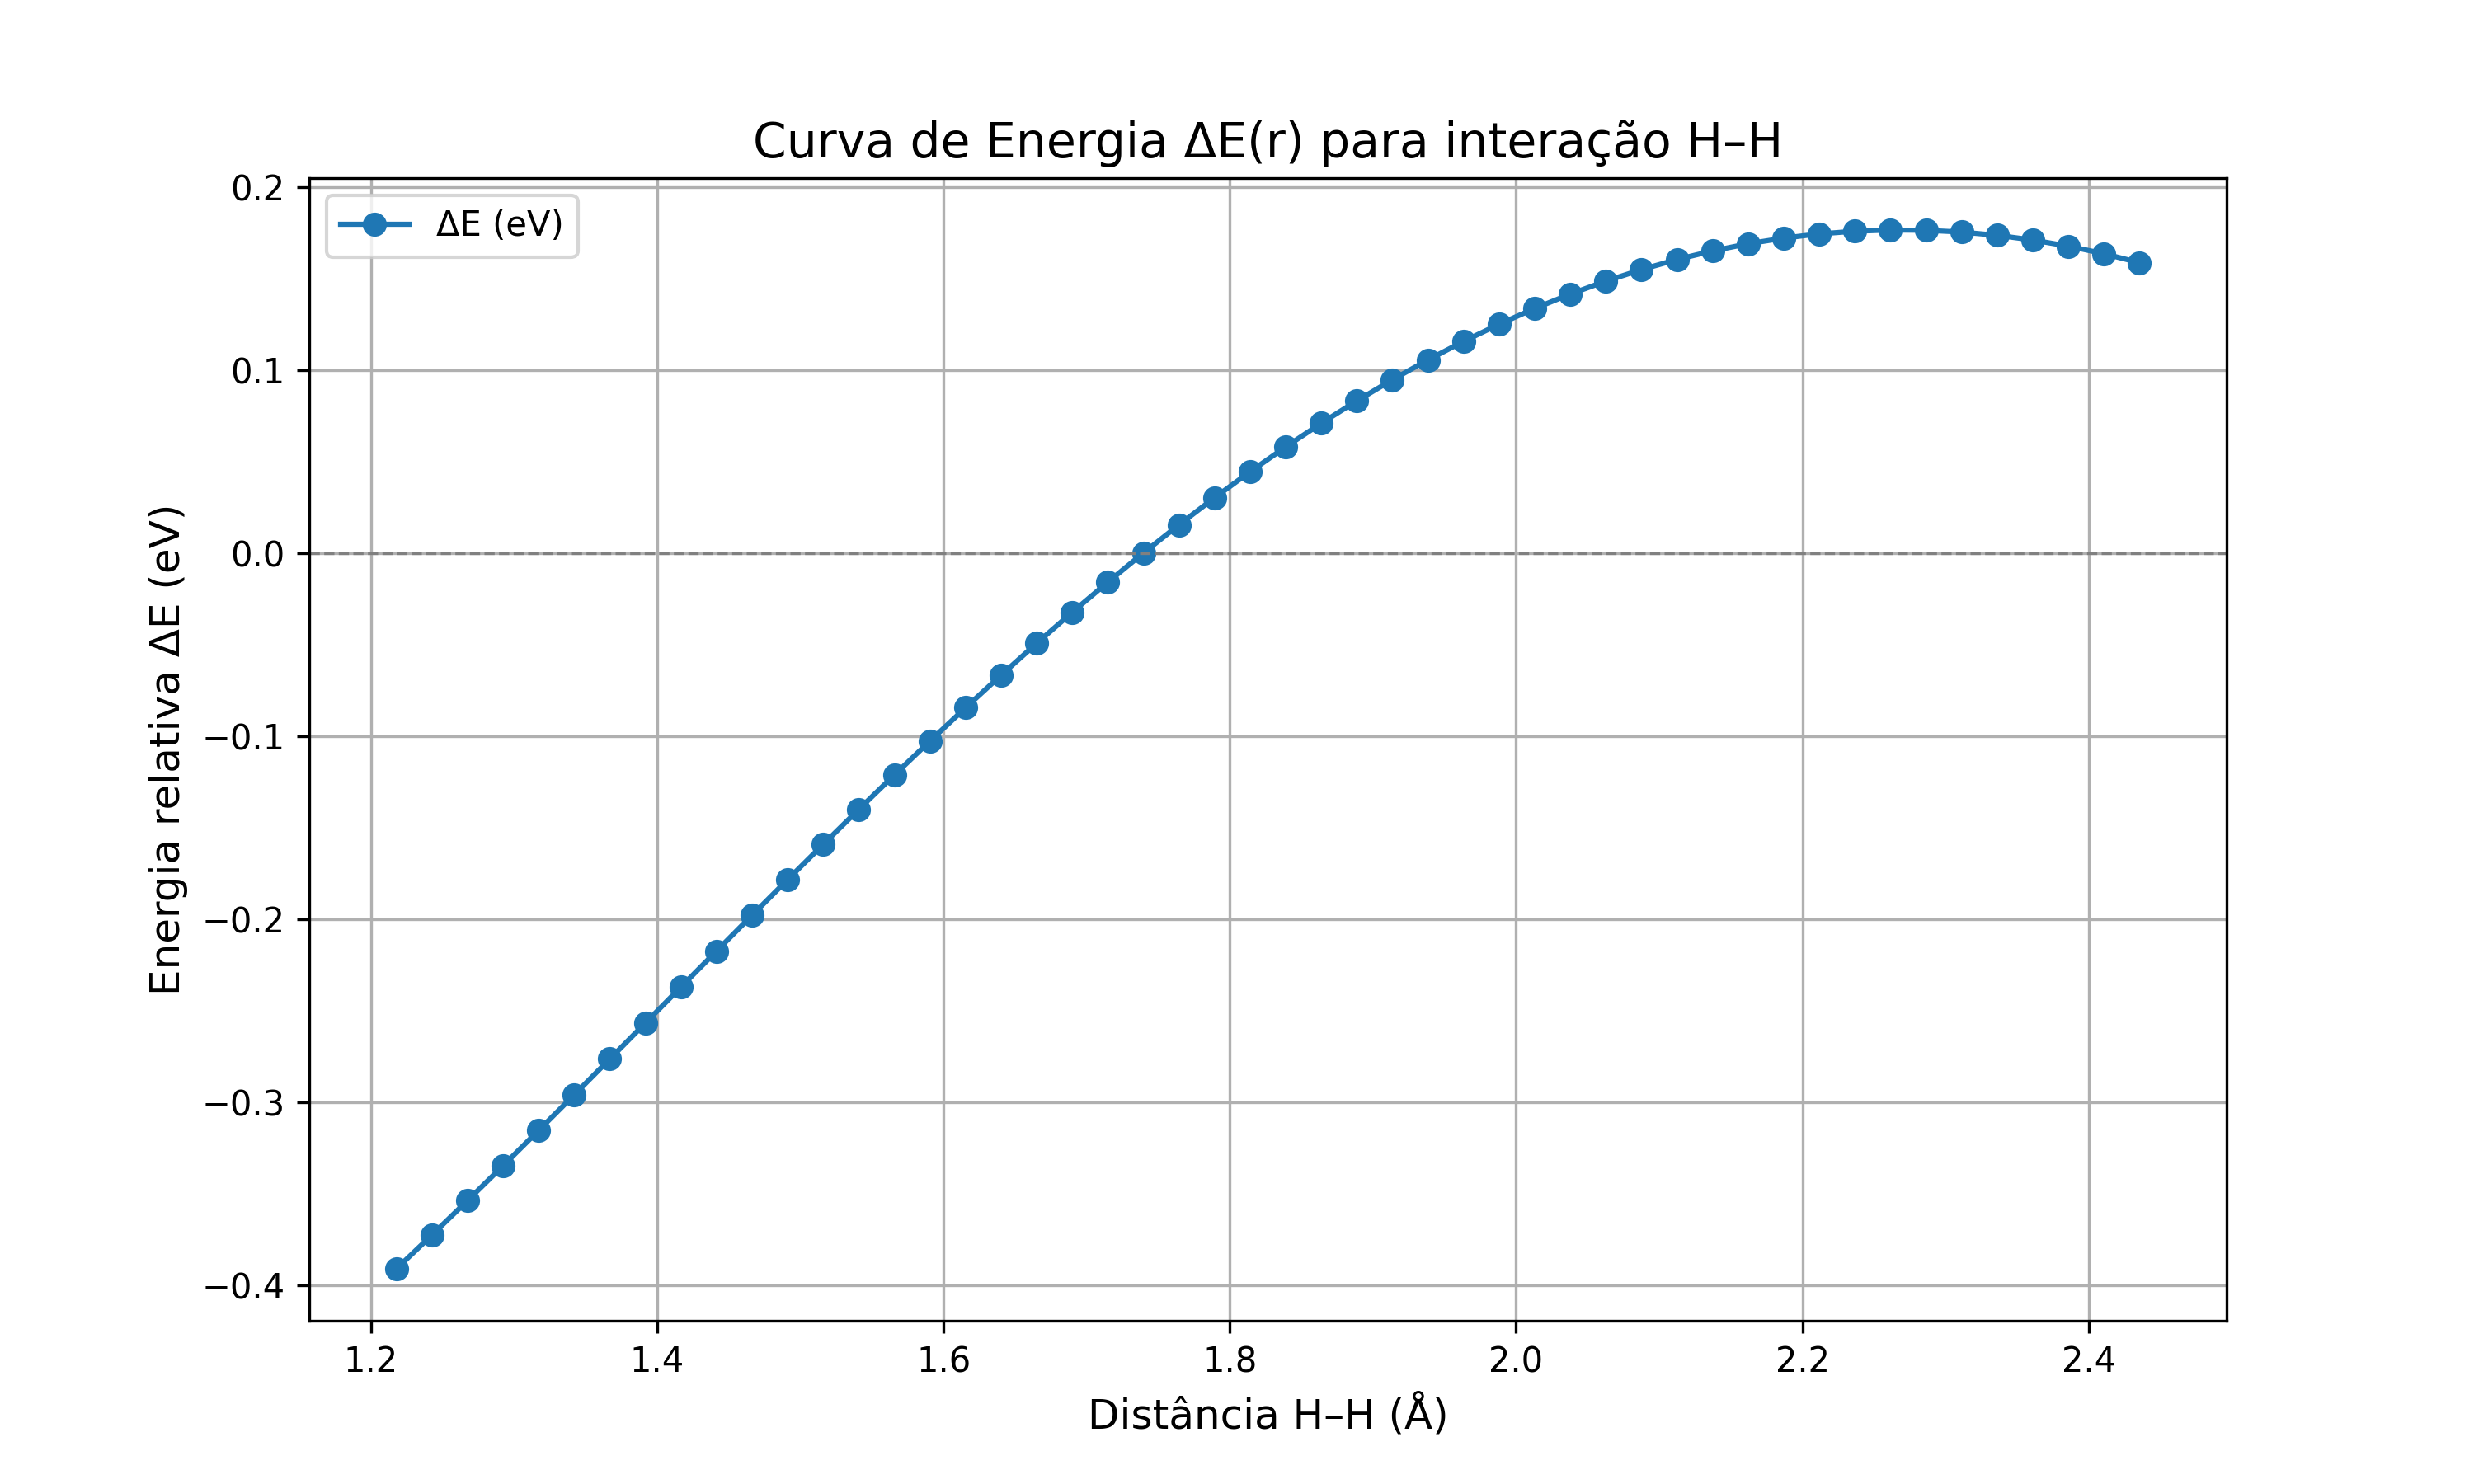 Curva de Energia ΔE(r) para interação H–H
ΔE (eV)
Energia relativa ΔE (eV)
0.2
0.1
0.0
−0.1
−0.2
−0.3
−0.4
1.2 1.4 1.6 1.8 2.0 2.2 2.4
Distância H–H (Å)